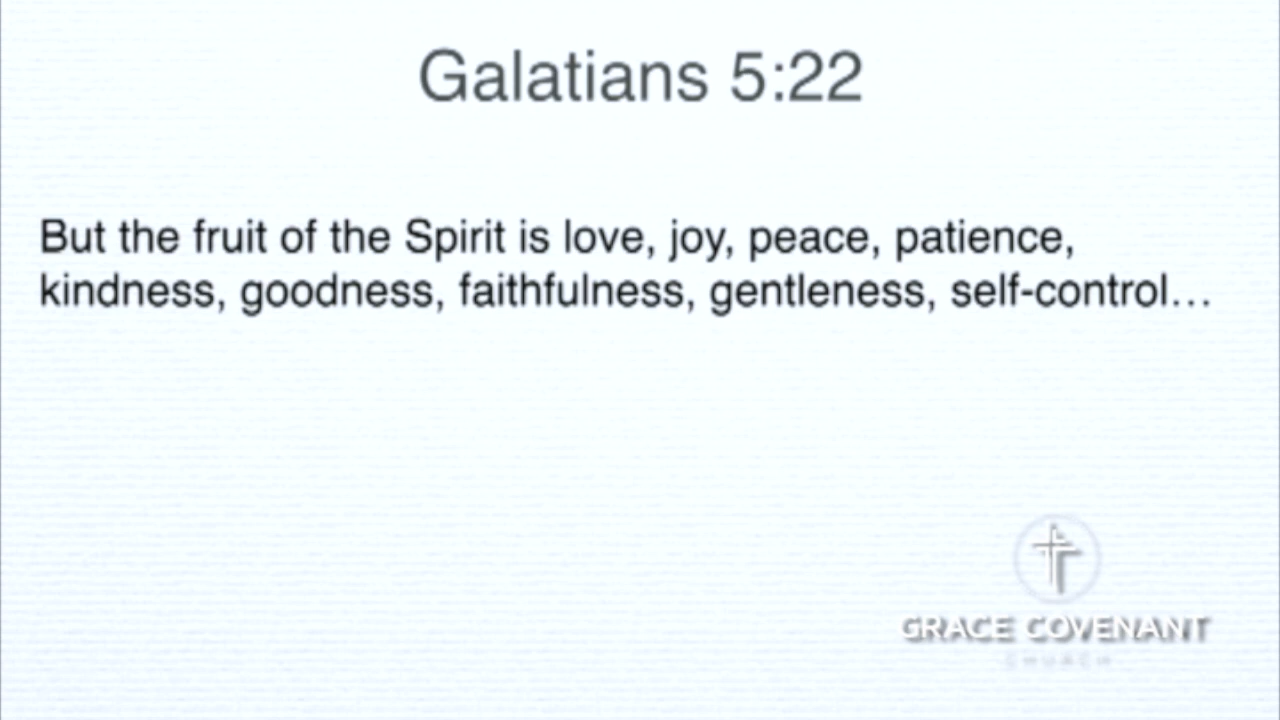 Galatians 5:22
But the fruit of the Spirit is love, joy, peace, patience,
kindness, goodness, faithfulness, gentleness, self-control…
GRACE COVENANT
CHURCH